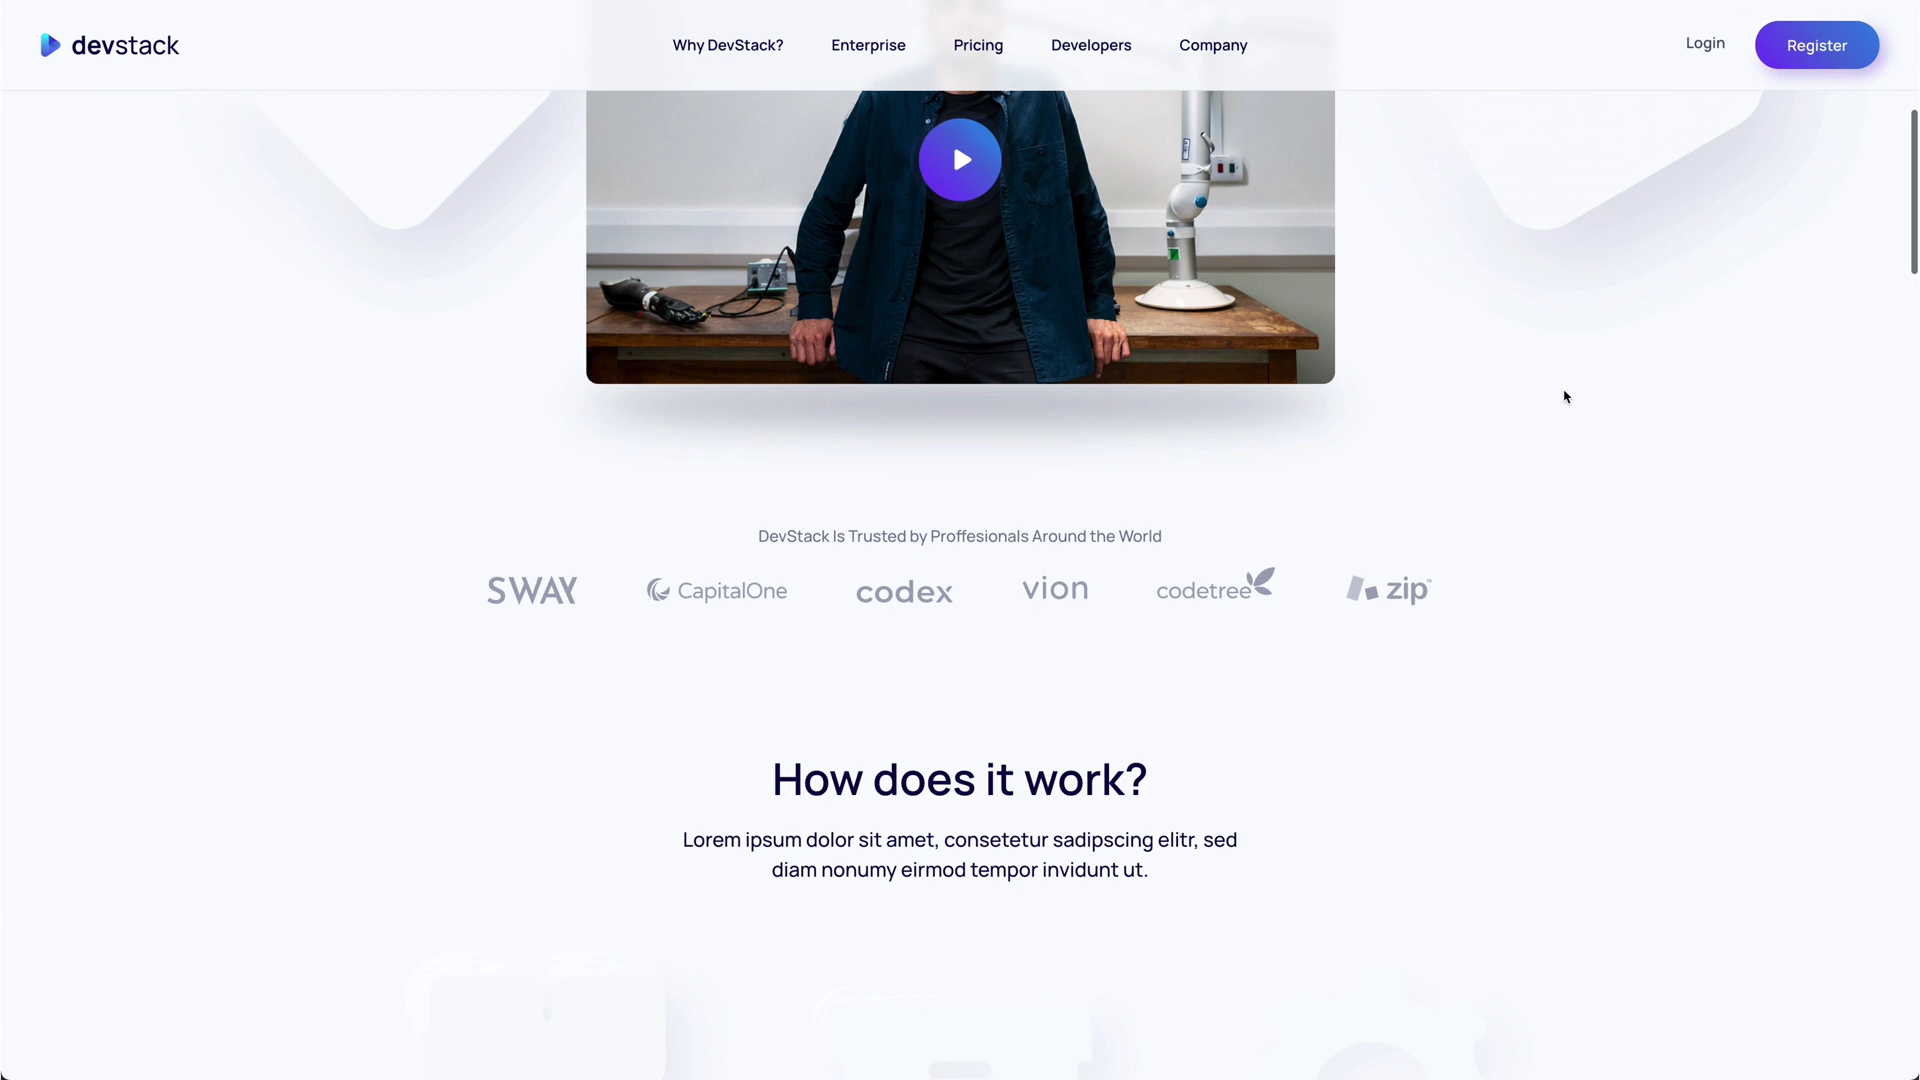 devstack
Why DevStack? Enterprise Pricing Developers Company
Login Register
DevStack Is Trusted by Proffesionals Around the World
SWAY CapitalOne codex vion codetree zip™
How does it work?
Lorem ipsum dolor sit amet, consetetur sadipscing elitr, sed
diam nonumy eirmod tempor invidunt ut.